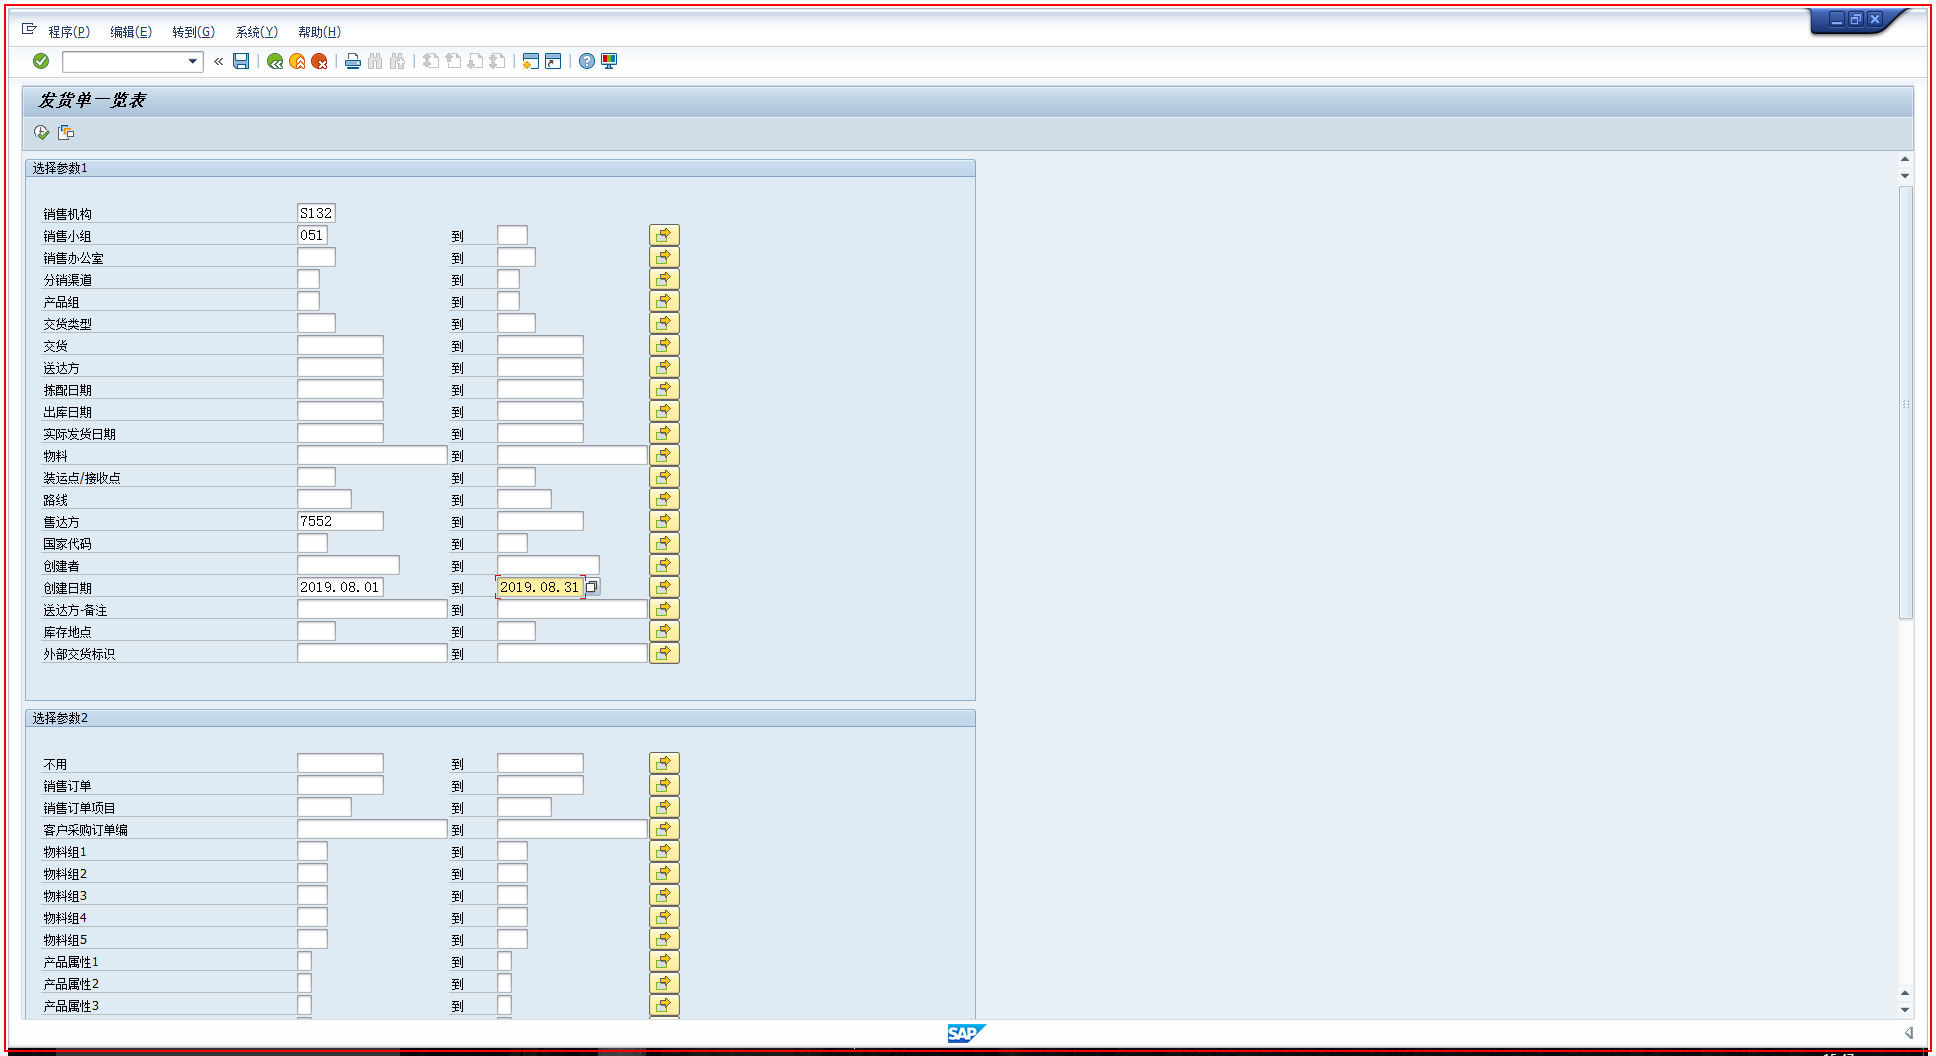 程序(P) 编辑(E) 转到(G) 系统(Y) 帮助(H)
发货单一览表
选择参数1
销售机构 S132
销售小组 051 到
销售办公室 到
分销渠道 到
产品组 到
交货类型 到
交货 到
送达方 到
拣配日期 到
出库日期 到
实际发货日期 到
物料 到
装运点/接收点 到
路线 到
售达方 7552 到
国家代码 到
创建者 到
创建日期 2019.08.01 到 2019.08.31
送达方-备注 到
库存地点 到
外部交货标识 到
选择参数2
不用 到
销售订单 到
销售订单项目 到
客户采购订单编 到
物料组1 到
物料组2 到
物料组3 到
物料组4 到
物料组5 到
产品属性1 到
产品属性2 到
产品属性3 到
SAP